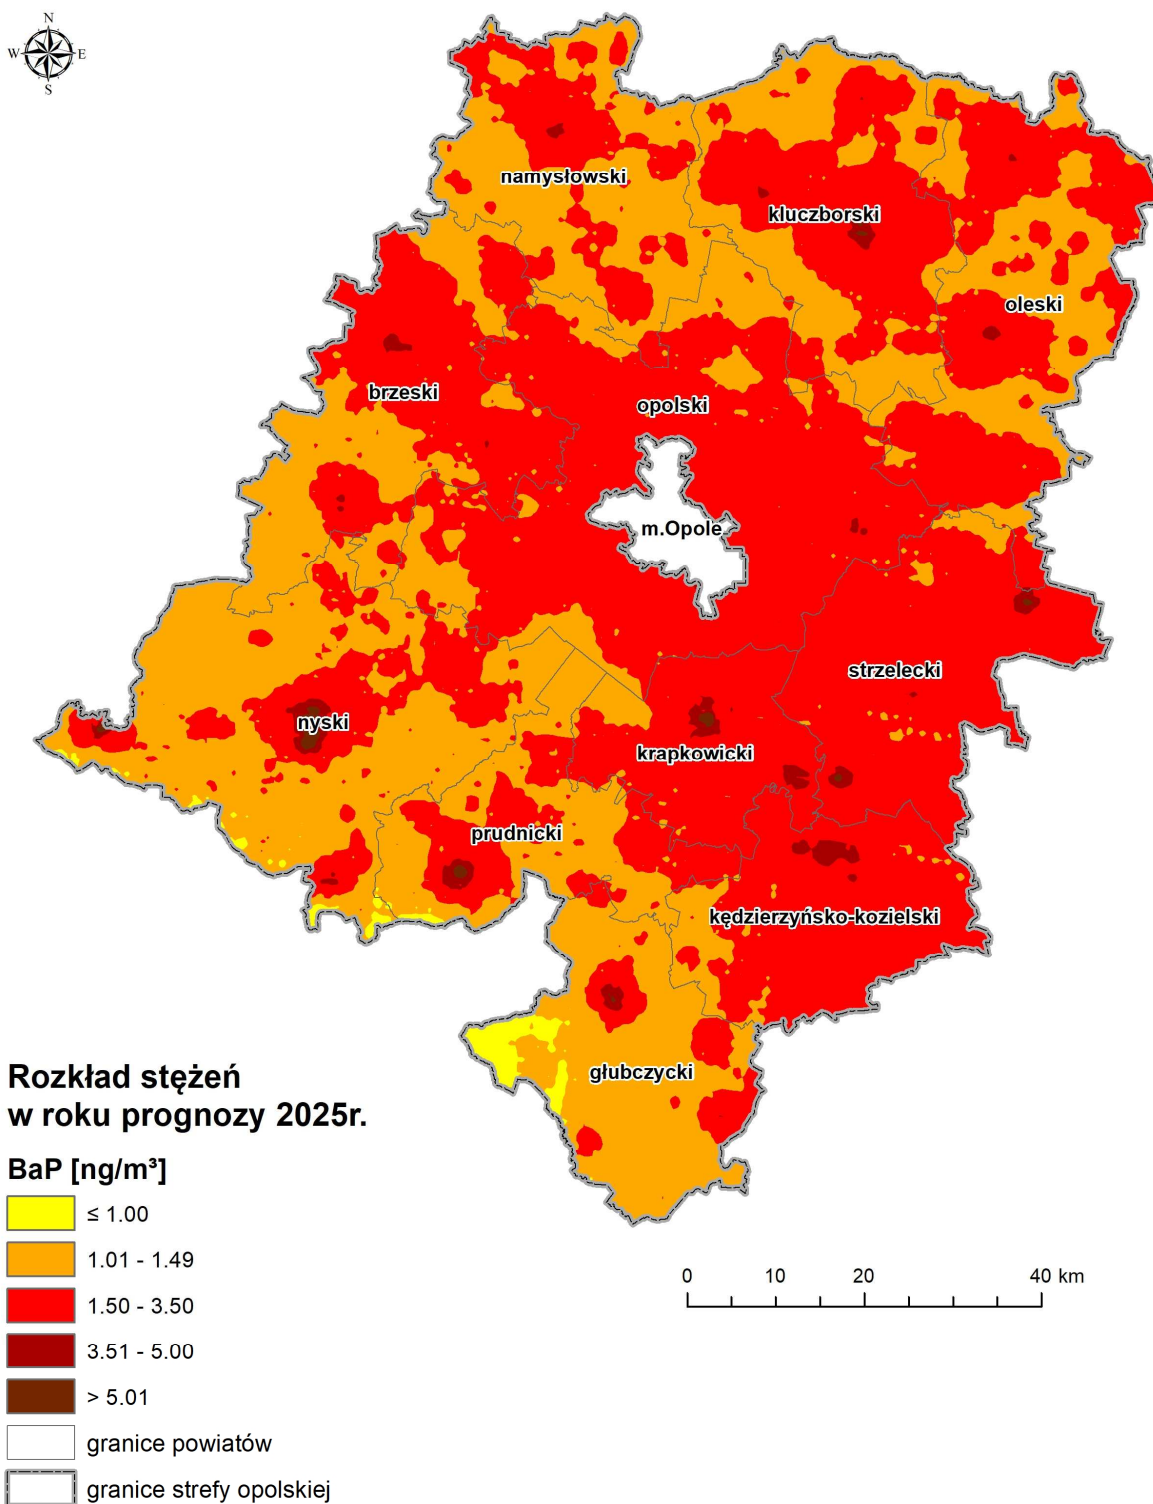 N
W E
S
namysłowski
kluczborski
oleski
brzeski
opolski
m.Opole
strzelecki
nyski
krapkowicki
prudnicki
kędzierzyńsko-kozielski
głubczycki
Rozkład stężeń
w roku prognozy 2025r.
BaP [ng/m³]
≤ 1.00
1.01 - 1.49
1.50 - 3.50
3.51 - 5.00
> 5.01
granice powiatów
granice strefy opolskiej
0 10 20 40 km